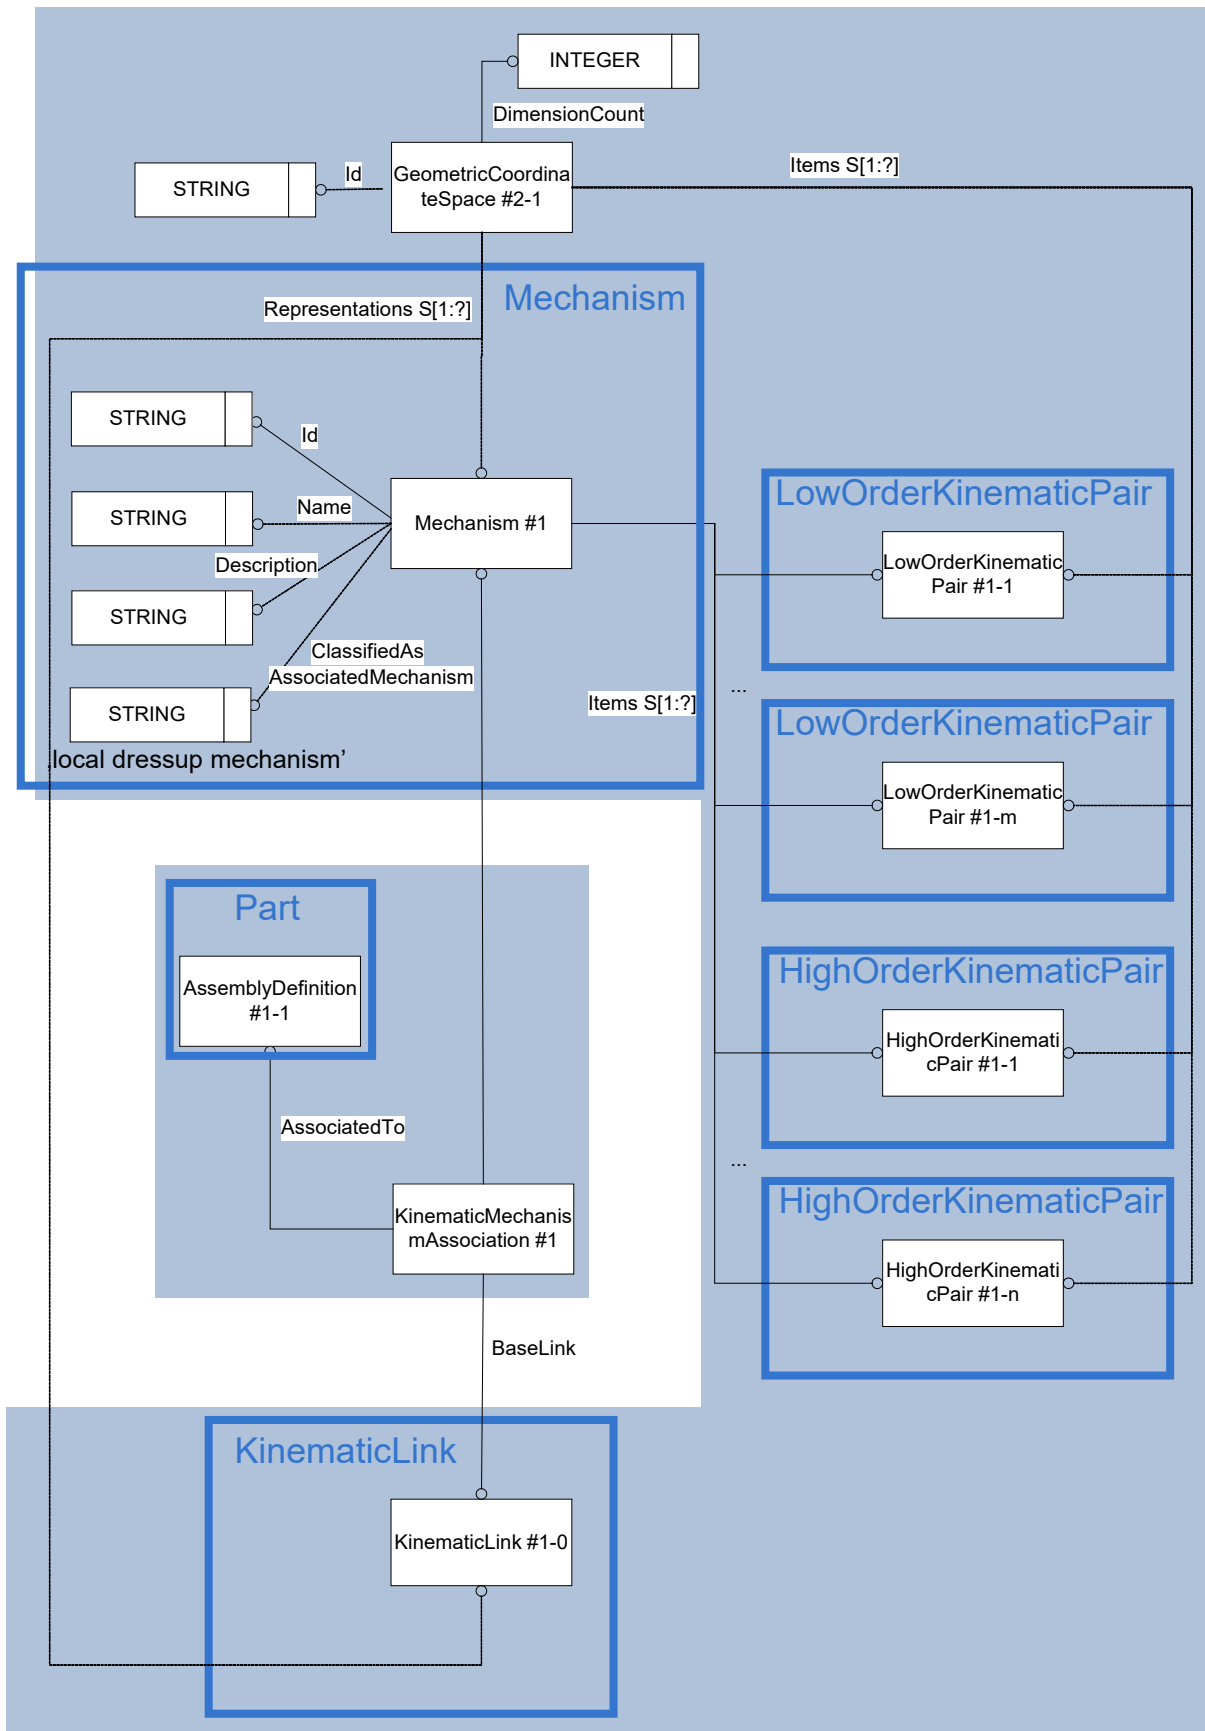 INTEGER
DimensionCount
Items S[1:?]
Id
STRING
GeometricCoordina
teSpace #2-1
Mechanism
Representations S[1:?]
STRING
Id
STRING
Name
Mechanism #1
Description
STRING
ClassifiedAs
AssociatedMechanism
STRING
Items S[1:?]
‚local dressup mechanism’
LowOrderKinematicPair
LowOrderKinematic
Pair #1-1
...
LowOrderKinematicPair
LowOrderKinematic
Pair #1-m
Part
AssemblyDefinition
#1-1
HighOrderKinematicPair
HighOrderKinemati
cPair #1-1
AssociatedTo
...
KinematicMechanis
mAssociation #1
HighOrderKinematicPair
HighOrderKinemati
cPair #1-n
BaseLink
KinematicLink
KinematicLink #1-0